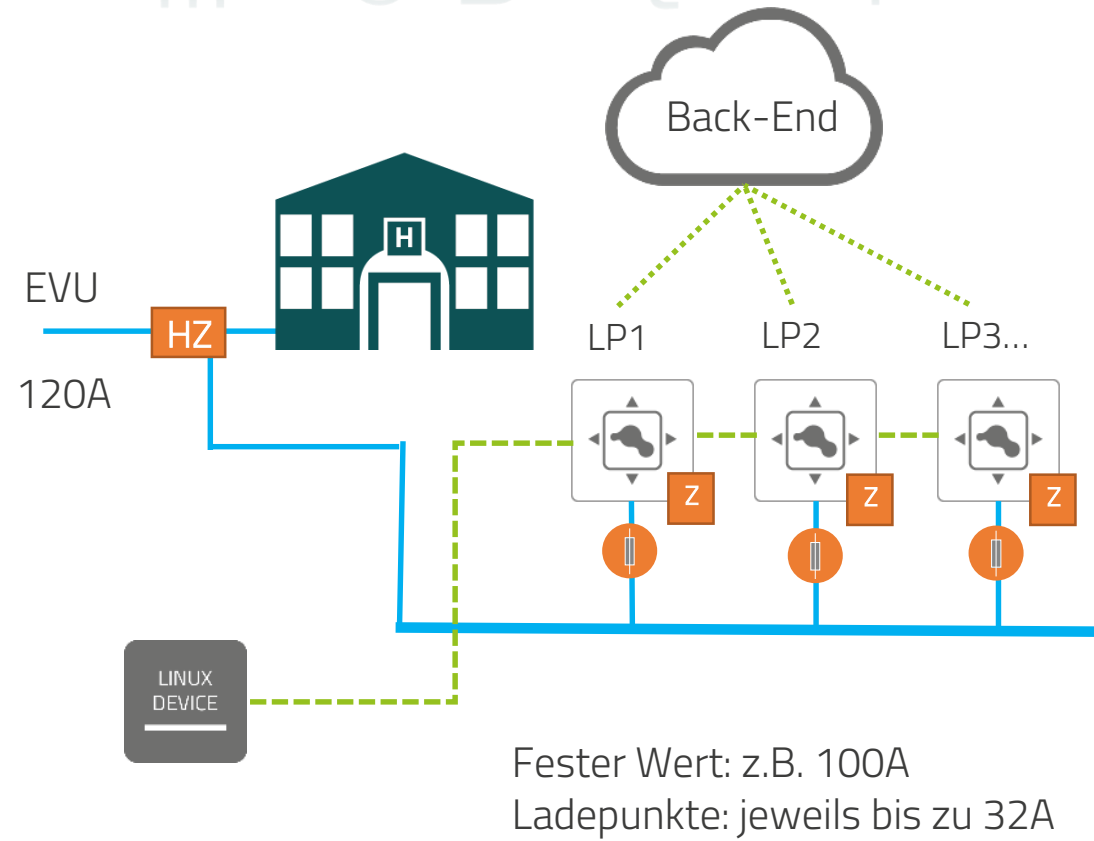 Back-End
H
EVU
HZ
120A
LP1
LP2
LP3...
Z
Z
Z
LINUX
DEVICE
Fester Wert: z.B. 100A
Ladepunkte: jeweils bis zu 32A